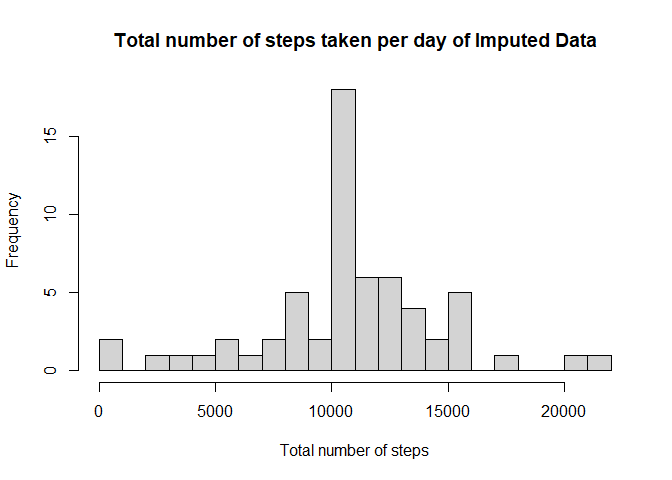 Total number of steps taken per day of Imputed Data
Frequency
15
10
5
0
0 5000 10000 15000 20000
Total number of steps